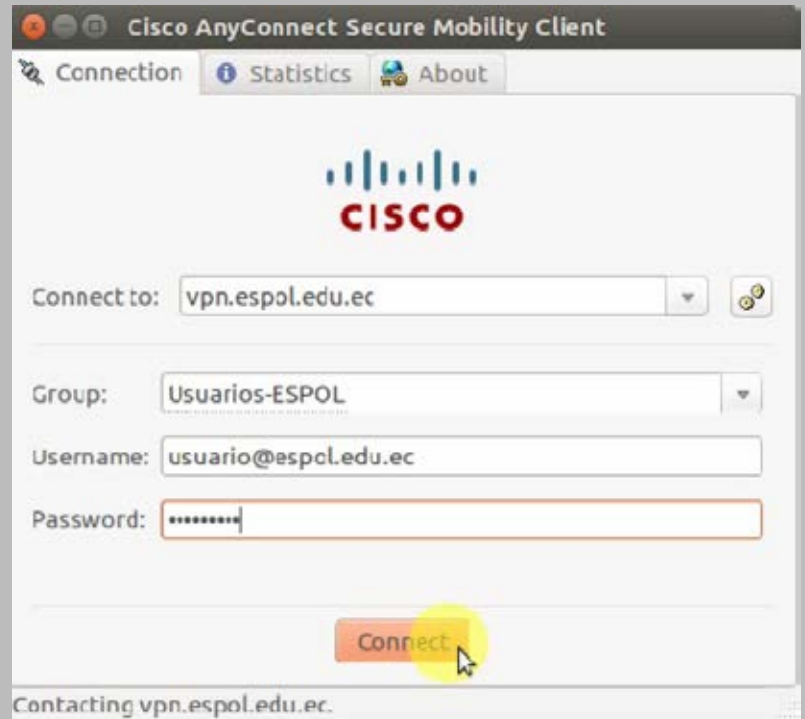 Cisco AnyConnect Secure Mobility Client
Connection Statistics About
CISCO
Connect to: vpn.espol.edu.ec
Group: Usuarios-ESPOL
Username: usuario@espol.edu.ec
Password: •••••••••
Connect
Contacting vpn.espol.edu.ec.